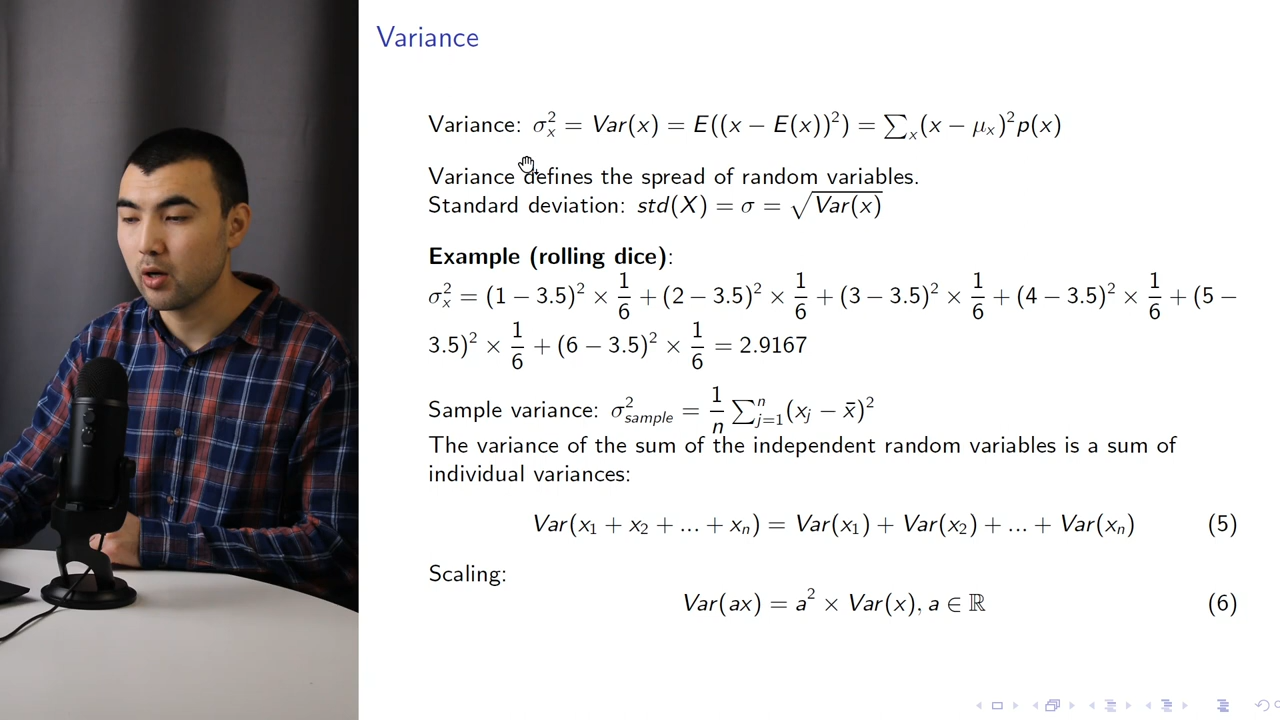 Variance
Variance: σ²ₓ = Var(x) = E((x − E(x))²) = ∑ₓ(x − μₓ)²p(x)
Variance defines the spread of random variables.
Standard deviation: std(X) = σ = √Var(x)
Example (rolling dice):
σ²ₓ = (1 − 3.5)² × 1/6 + (2 − 3.5)² × 1/6 + (3 − 3.5)² × 1/6 + (4 − 3.5)² × 1/6 + (5 −
3.5)² × 1/6 + (6 − 3.5)² × 1/6 = 2.9167
Sample variance: σ²_sample = 1/n ∑ⁿⱼ₌₁(xⱼ − x̄)²
The variance of the sum of the independent random variables is a sum of
individual variances:
Var(x₁ + x₂ + ... + xₙ) = Var(x₁) + Var(x₂) + ... + Var(xₙ) (5)
Scaling:
Var(ax) = a² × Var(x), a ∈ ℝ (6)